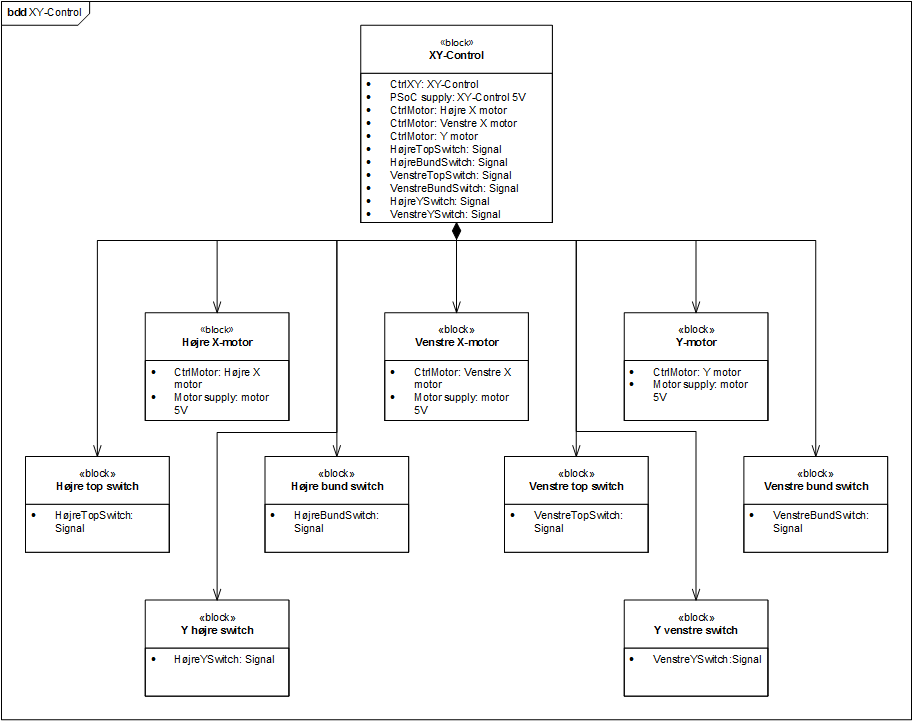 bdd XY-Control
«block»
XY-Control
• CtrlXY: XY-Control
• PSoC supply: XY-Control 5V
• CtrlMotor: Højre X motor
• CtrlMotor: Venstre X motor
• CtrlMotor: Y motor
• HøjreTopSwitch: Signal
• HøjreBundSwitch: Signal
• VenstreTopSwitch: Signal
• VenstreBundSwitch: Signal
• HøjreYSwitch: Signal
• VenstreYSwitch: Signal
«block»
Højre X-motor
• CtrlMotor: Højre X
motor
• Motor supply: motor
5V
«block»
Venstre X-motor
• CtrlMotor: Venstre X
motor
• Motor supply: motor
5V
«block»
Y-motor
• CtrlMotor: Y motor
• Motor supply: motor
5V
«block»
Højre top switch
• HøjreTopSwitch:
Signal
«block»
Højre bund switch
• HøjreBundSwitch:
Signal
«block»
Venstre top switch
• VenstreTopSwitch:
Signal
«block»
Venstre bund switch
• VenstreBundSwitch:
Signal
«block»
Y højre switch
• HøjreYSwitch: Signal
«block»
Y venstre switch
• VenstreYSwitch:Signal